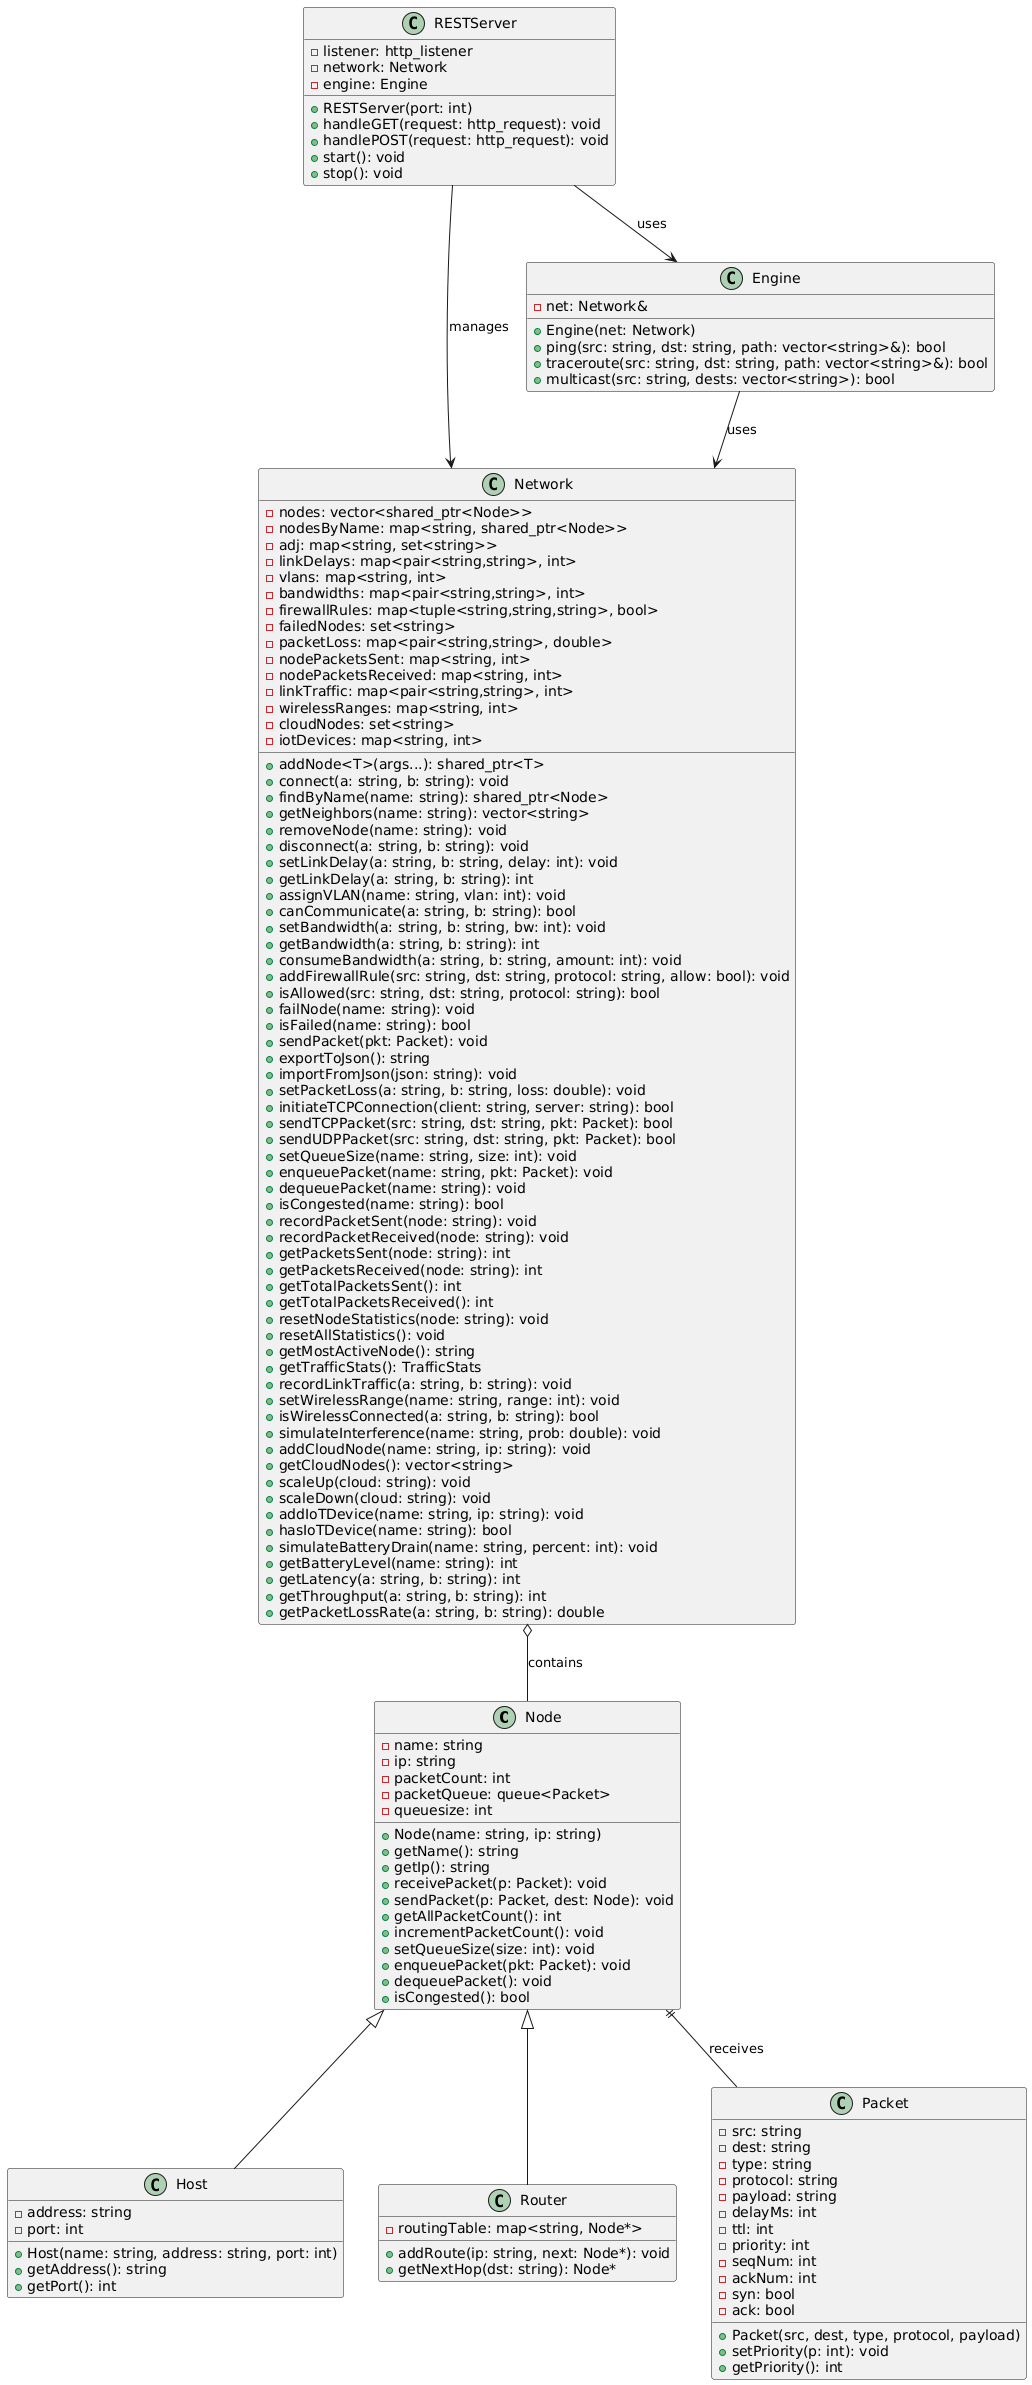 C RESTServer
listener: http_listener
network: Network
engine: Engine
RESTServer(port: int)
handleGET(request: http_request): void
handlePOST(request: http_request): void
start(): void
stop(): void
uses
C Engine
net: Network&
Engine(net: Network)
ping(src: string, dst: string, path: vector<string>&): bool
traceroute(src: string, dst: string, path: vector<string>&): bool
multicast(src: string, dests: vector<string>): bool
manages
uses
C Network
nodes: vector<shared_ptr<Node>>
nodesByName: map<string, shared_ptr<Node>>
adj: map<string, set<string>>
linkDelays: map<pair<string,string>, int>
vlans: map<string, int>
bandwidths: map<pair<string,string>, int>
firewallRules: map<tuple<string,string,string>, bool>
failedNodes: set<string>
packetLoss: map<pair<string,string>, double>
nodePacketsSent: map<string, int>
nodePacketsReceived: map<string, int>
linkTraffic: map<pair<string,string>, int>
wirelessRanges: map<string, int>
cloudNodes: set<string>
iotDevices: map<string, int>
addNode<T>(args...): shared_ptr<T>
connect(a: string, b: string): void
findByName(name: string): shared_ptr<Node>
getNeighbors(name: string): vector<string>
removeNode(name: string): void
disconnect(a: string, b: string): void
setLinkDelay(a: string, b: string, delay: int): void
getLinkDelay(a: string, b: string): int
assignVLAN(name: string, vlan: int): void
canCommunicate(a: string, b: string): bool
setBandwidth(a: string, b: string, bw: int): void
getBandwidth(a: string, b: string): int
consumeBandwidth(a: string, b: string, amount: int): void
addFirewallRule(src: string, dst: string, protocol: string, allow: bool): void
isAllowed(src: string, dst: string, protocol: string): bool
failNode(name: string): void
isFailed(name: string): bool
sendPacket(pkt: Packet): void
exportToJson(): string
importFromJson(json: string): void
setPacketLoss(a: string, b: string, loss: double): void
initiateTCPConnection(client: string, server: string): bool
sendTCPPacket(src: string, dst: string, pkt: Packet): bool
sendUDPPacket(src: string, dst: string, pkt: Packet): bool
setQueueSize(name: string, size: int): void
enqueuePacket(name: string, pkt: Packet): void
dequeuePacket(name: string): void
isCongested(name: string): bool
recordPacketSent(node: string): void
recordPacketReceived(node: string): void
getPacketsSent(node: string): int
getPacketsReceived(node: string): int
getTotalPacketsSent(): int
getTotalPacketsReceived(): int
resetNodeStatistics(node: string): void
resetAllStatistics(): void
getMostActiveNode(): string
getTrafficStats(): TrafficStats
recordLinkTraffic(a: string, b: string): void
setWirelessRange(name: string, range: int): void
isWirelessConnected(a: string, b: string): bool
simulateInterference(name: string, prob: double): void
addCloudNode(name: string, ip: string): void
getCloudNodes(): vector<string>
scaleUp(cloud: string): void
scaleDown(cloud: string): void
addIoTDevice(name: string, ip: string): void
hasIoTDevice(name: string): bool
simulateBatteryDrain(name: string, percent: int): void
getBatteryLevel(name: string): int
getLatency(a: string, b: string): int
getThroughput(a: string, b: string): int
getPacketLossRate(a: string, b: string): double
contains
C Node
name: string
ip: string
packetCount: int
packetQueue: queue<Packet>
queuesize: int
Node(name: string, ip: string)
getName(): string
getIp(): string
receivePacket(p: Packet): void
sendPacket(p: Packet, dest: Node): void
getAllPacketCount(): int
incrementPacketCount(): void
setQueueSize(size: int): void
enqueuePacket(pkt: Packet): void
dequeuePacket(): void
isCongested(): bool
receives
C Host
address: string
port: int
Host(name: string, address: string, port: int)
getAddress(): string
getPort(): int
C Router
routingTable: map<string, Node*>
addRoute(ip: string, next: Node*): void
getNextHop(dst: string): Node*
C Packet
src: string
dest: string
type: string
protocol: string
payload: string
delayMs: int
ttl: int
priority: int
seqNum: int
ackNum: int
syn: bool
ack: bool
Packet(src, dest, type, protocol, payload)
setPriority(p: int): void
getPriority(): int